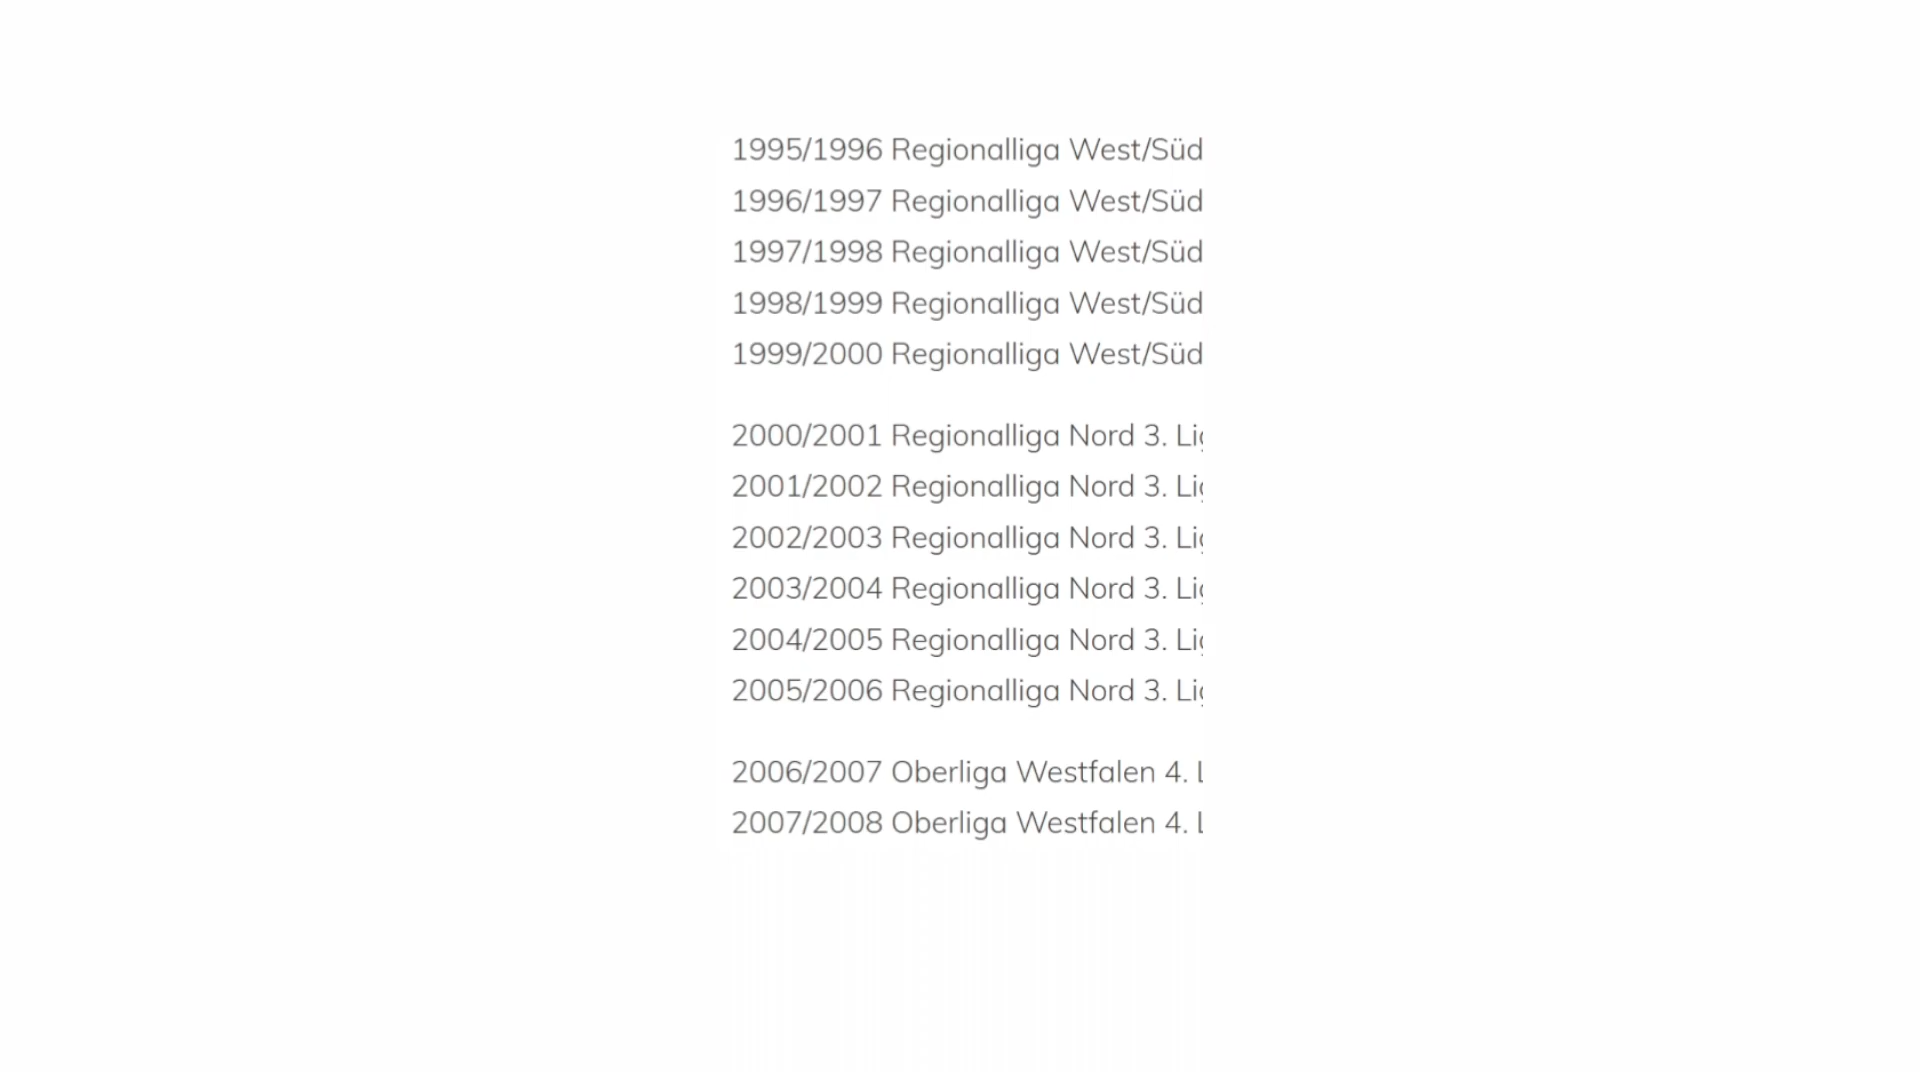 1995/1996 Regionalliga West/Süd
1996/1997 Regionalliga West/Süd
1997/1998 Regionalliga West/Süd
1998/1999 Regionalliga West/Süd
1999/2000 Regionalliga West/Süd
2000/2001 Regionalliga Nord 3.
2001/2002 Regionalliga Nord 3.
2002/2003 Regionalliga Nord 3.
2003/2004 Regionalliga Nord 3.
2004/2005 Regionalliga Nord 3.
2005/2006 Regionalliga Nord 3.
2006/2007 Oberliga Westfalen 4.
2007/2008 Oberliga Westfalen 4.